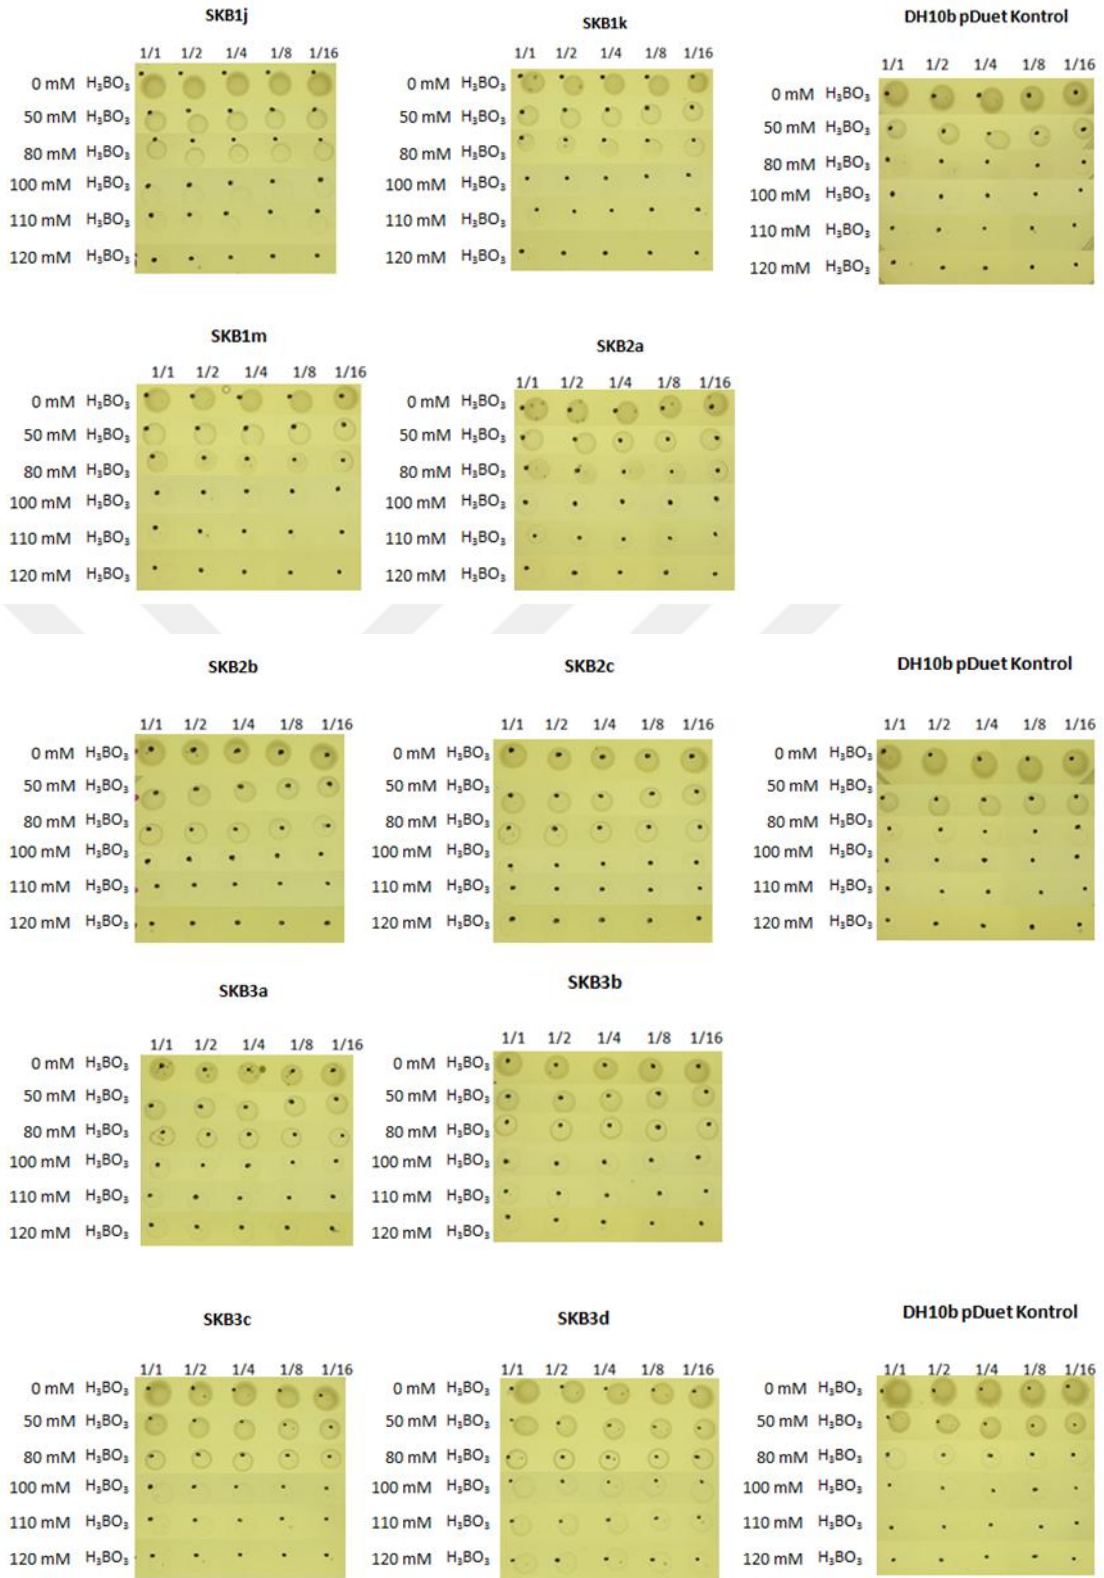 SKB1j
1/1 1/2 1/4 1/8 1/16
0 mM H₃BO₃
50 mM H₃BO₃
80 mM H₃BO₃
100 mM H₃BO₃
110 mM H₃BO₃
120 mM H₃BO₃
SKB1k
1/1 1/2 1/4 1/8 1/16
0 mM H₃BO₃
50 mM H₃BO₃
80 mM H₃BO₃
100 mM H₃BO₃
110 mM H₃BO₃
120 mM H₃BO₃
DH10b pDuet Kontrol
1/1 1/2 1/4 1/8 1/16
0 mM H₃BO₃
50 mM H₃BO₃
80 mM H₃BO₃
100 mM H₃BO₃
110 mM H₃BO₃
120 mM H₃BO₃
SKB1m
1/1 1/2 1/4 1/8 1/16
0 mM H₃BO₃
50 mM H₃BO₃
80 mM H₃BO₃
100 mM H₃BO₃
110 mM H₃BO₃
120 mM H₃BO₃
SKB2a
1/1 1/2 1/4 1/8 1/16
0 mM H₃BO₃
50 mM H₃BO₃
80 mM H₃BO₃
100 mM H₃BO₃
110 mM H₃BO₃
120 mM H₃BO₃
SKB2b
1/1 1/2 1/4 1/8 1/16
0 mM H₃BO₃
50 mM H₃BO₃
80 mM H₃BO₃
100 mM H₃BO₃
110 mM H₃BO₃
120 mM H₃BO₃
SKB2c
1/1 1/2 1/4 1/8 1/16
0 mM H₃BO₃
50 mM H₃BO₃
80 mM H₃BO₃
100 mM H₃BO₃
110 mM H₃BO₃
120 mM H₃BO₃
DH10b pDuet Kontrol
1/1 1/2 1/4 1/8 1/16
0 mM H₃BO₃
50 mM H₃BO₃
80 mM H₃BO₃
100 mM H₃BO₃
110 mM H₃BO₃
120 mM H₃BO₃
SKB3a
1/1 1/2 1/4 1/8 1/16
0 mM H₃BO₃
50 mM H₃BO₃
80 mM H₃BO₃
100 mM H₃BO₃
110 mM H₃BO₃
120 mM H₃BO₃
SKB3b
1/1 1/2 1/4 1/8 1/16
0 mM H₃BO₃
50 mM H₃BO₃
80 mM H₃BO₃
100 mM H₃BO₃
110 mM H₃BO₃
120 mM H₃BO₃
SKB3c
1/1 1/2 1/4 1/8 1/16
0 mM H₃BO₃
50 mM H₃BO₃
80 mM H₃BO₃
100 mM H₃BO₃
110 mM H₃BO₃
120 mM H₃BO₃
SKB3d
1/1 1/2 1/4 1/8 1/16
0 mM H₃BO₃
50 mM H₃BO₃
80 mM H₃BO₃
100 mM H₃BO₃
110 mM H₃BO₃
120 mM H₃BO₃
DH10b pDuet Kontrol
1/1 1/2 1/4 1/8 1/16
0 mM H₃BO₃
50 mM H₃BO₃
80 mM H₃BO₃
100 mM H₃BO₃
110 mM H₃BO₃
120 mM H₃BO₃